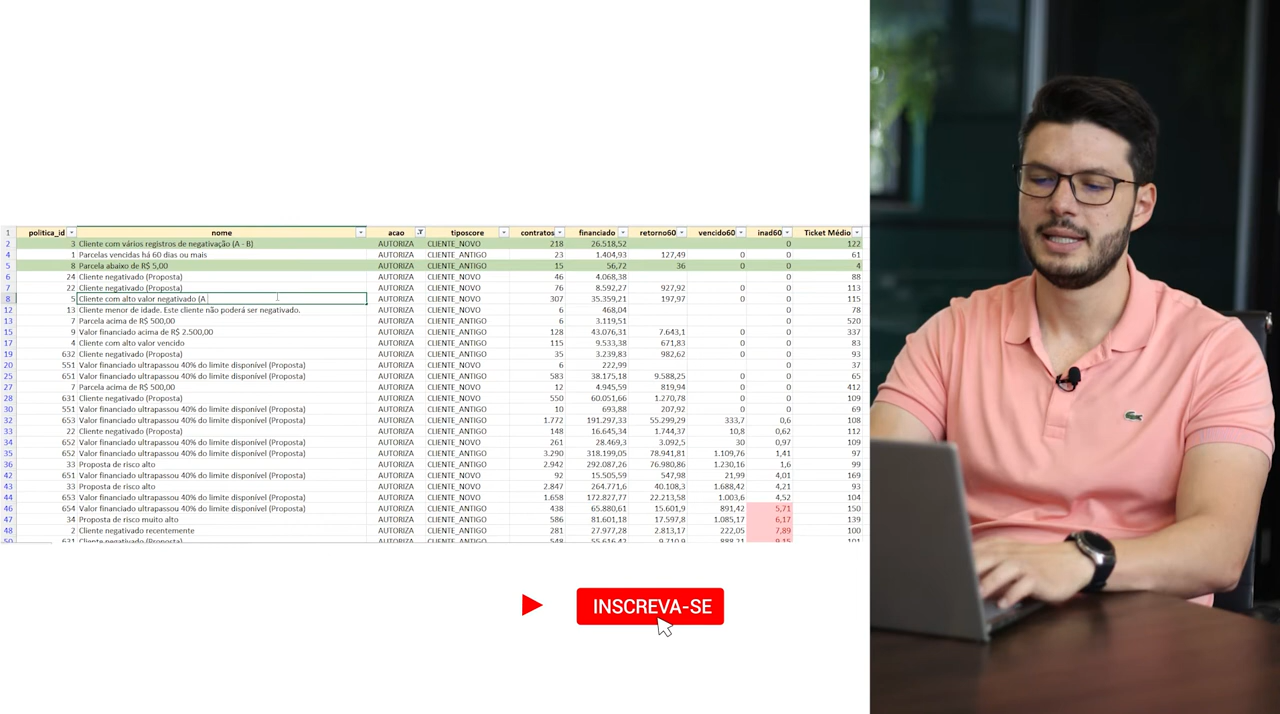 1 politica_id nome acao tiposcore contratos financiado retorno60 vencido60 inad60 Ticket Médio
2 3 Cliente com vários registros de negativação (A - B) AUTORIZA CLIENTE_NOVO 218 26.518,52 0 122
4 1 Parcelas vencidas há 60 dias ou mais AUTORIZA CLIENTE_ANTIGO 23 1.404,93 127,49 0 0 61
5 8 Parcela abaixo de R$ 5,00 AUTORIZA CLIENTE_ANTIGO 15 56,72 36 0 0 4
6 24 Cliente negativado (Proposta) AUTORIZA CLIENTE_NOVO 46 4.068,38 0 88
7 22 Cliente negativado (Proposta) AUTORIZA CLIENTE_NOVO 76 8.592,27 927,92 0 0 113
8 5 Cliente com alto valor negativado (A AUTORIZA CLIENTE_NOVO 307 35.359,21 197,97 0 0 115
12 13 Cliente menor de idade. Este cliente não poderá ser negativado. AUTORIZA CLIENTE_ANTIGO 6 468,04 0 78
13 7 Parcela acima de R$ 500,00 AUTORIZA CLIENTE_ANTIGO 6 3.119,51 0 520
15 9 Valor financiado acima de R$ 2.500,00 AUTORIZA CLIENTE_ANTIGO 128 43.076,31 7.643,1 0 0 337
17 4 Cliente com alto valor vencido AUTORIZA CLIENTE_ANTIGO 115 9.533,38 671,83 0 0 83
19 632 Cliente negativado (Proposta) AUTORIZA CLIENTE_ANTIGO 35 3.239,83 982,62 0 0 93
20 551 Valor financiado ultrapassou 40% do limite disponível (Proposta) AUTORIZA CLIENTE_NOVO 6 222,99 0 37
25 651 Valor financiado ultrapassou 40% do limite disponível (Proposta) AUTORIZA CLIENTE_ANTIGO 583 38.175,18 9.588,25 0 0 65
27 7 Parcela acima de R$ 500,00 AUTORIZA CLIENTE_NOVO 12 4.945,59 819,94 0 0 412
28 631 Cliente negativado (Proposta) AUTORIZA CLIENTE_NOVO 550 60.051,66 1.270,78 0 0 109
30 551 Valor financiado ultrapassou 40% do limite disponível (Proposta) AUTORIZA CLIENTE_ANTIGO 10 693,88 207,92 0 0 69
32 653 Valor financiado ultrapassou 40% do limite disponível (Proposta) AUTORIZA CLIENTE_ANTIGO 1.772 191.297,33 55.299,29 333,7 0,6 108
33 22 Cliente negativado (Proposta) AUTORIZA CLIENTE_ANTIGO 148 16.645,34 1.744,37 10,8 0,62 112
34 652 Valor financiado ultrapassou 40% do limite disponível (Proposta) AUTORIZA CLIENTE_NOVO 261 28.469,3 3.092,5 30 0,97 109
35 652 Valor financiado ultrapassou 40% do limite disponível (Proposta) AUTORIZA CLIENTE_ANTIGO 3.290 318.199,05 78.941,81 1.109,76 1,41 97
36 33 Proposta de risco alto AUTORIZA CLIENTE_ANTIGO 2.942 292.087,26 76.980,86 1.230,16 1,6 99
42 651 Valor financiado ultrapassou 40% do limite disponível (Proposta) AUTORIZA CLIENTE_NOVO 92 15.505,59 547,98 21,99 4,01 169
43 33 Proposta de risco alto AUTORIZA CLIENTE_NOVO 2.847 264.771,6 40.108,3 1.688,42 4,21 93
44 653 Valor financiado ultrapassou 40% do limite disponível (Proposta) AUTORIZA CLIENTE_NOVO 1.658 172.827,77 22.213,58 1.003,6 4,52 104
46 654 Valor financiado ultrapassou 40% do limite disponível (Proposta) AUTORIZA CLIENTE_ANTIGO 438 65.880,61 15.601,9 891,42 5,71 150
47 34 Proposta de risco muito alto AUTORIZA CLIENTE_ANTIGO 586 81.601,18 17.597,8 1.085,17 6,17 139
48 2 Cliente negativado recentemente AUTORIZA CLIENTE_ANTIGO 281 27.977,28 2.813,17 222,05 7,89 100
50 631 Cliente negativado (Proposta) AUTORIZA CLIENTE_ANTIGO 548 55.616,42 9.710,9 888,21 9,15 101
INSCREVA-SE